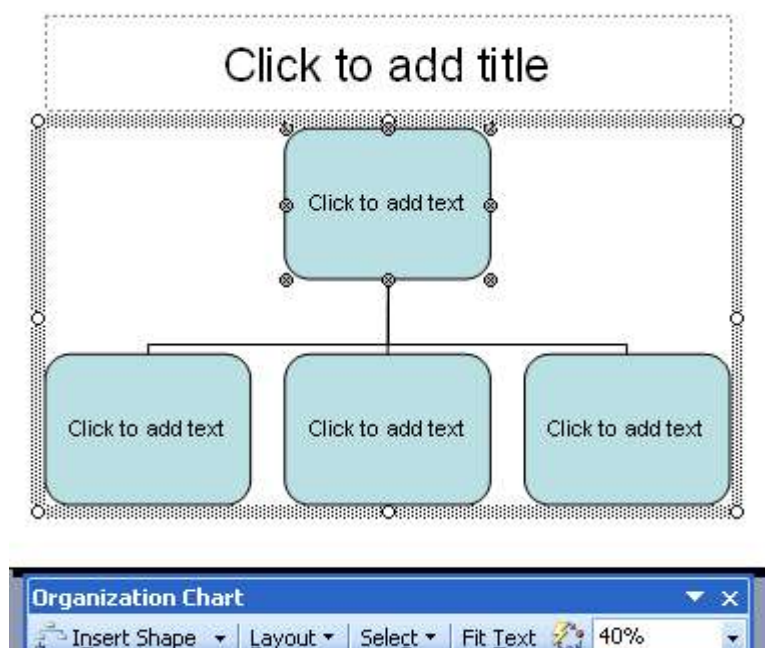 Click to add title
Click to add text
Click to add text
Click to add text
Click to add text
Organization Chart
Insert Shape Layout Select Fit Text 40%